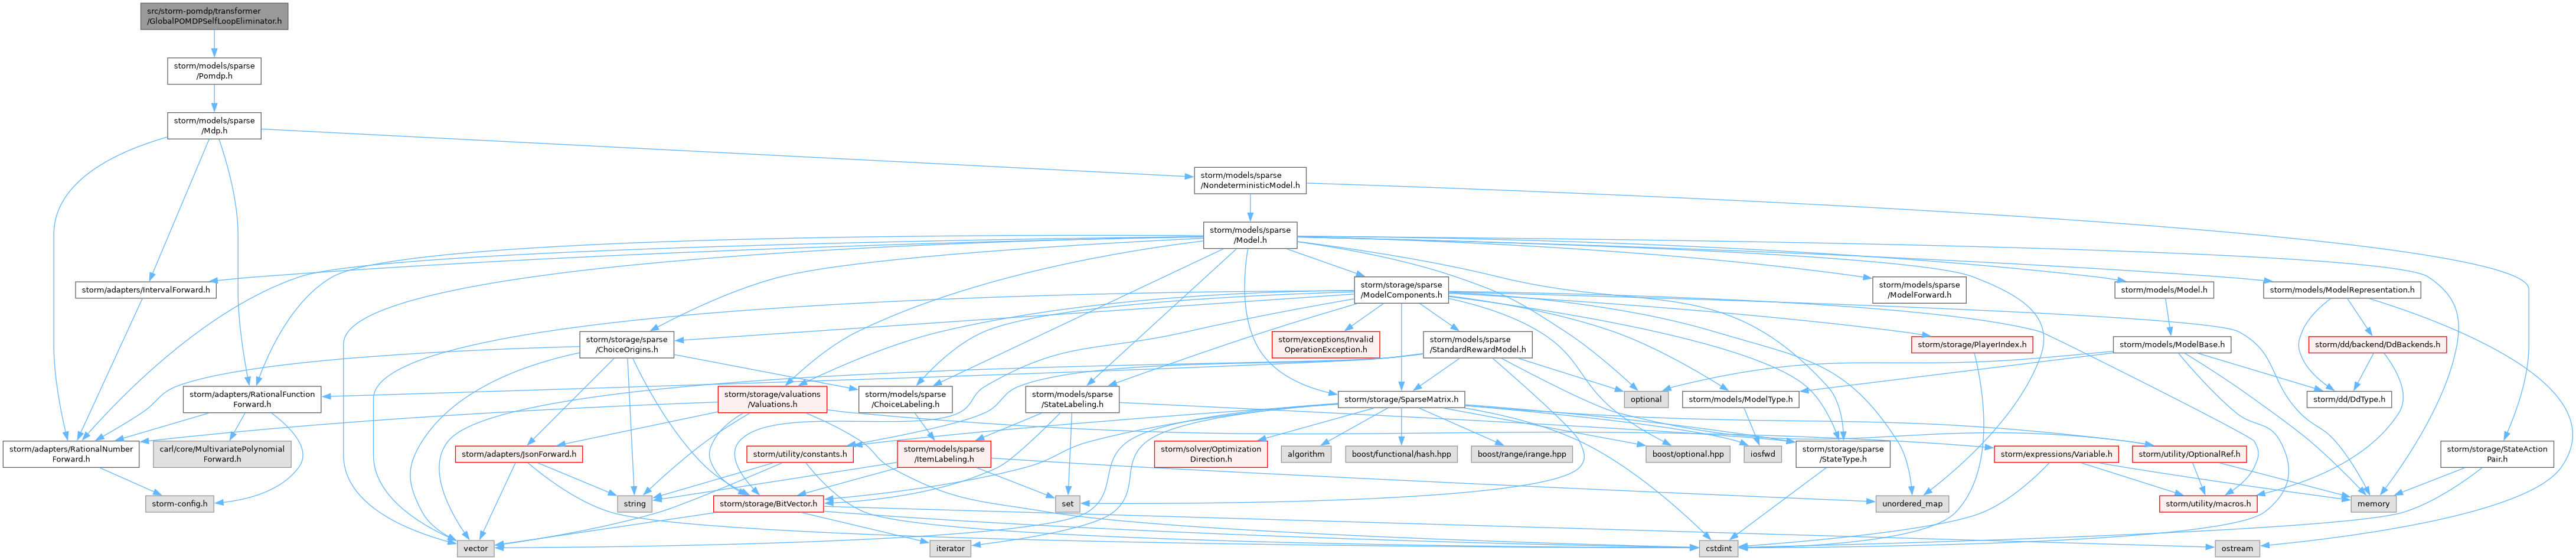 src/storm-pomdp/transformer
/GlobalPOMDPSelfLoopEliminator.h
storm/models/sparse
/Pomdp.h
storm/models/sparse
/Mdp.h
storm/models/sparse
/NondeterministicModel.h
storm/models/sparse
/Model.h
storm/adapters/IntervalForward.h
storm/storage/sparse
/ModelComponents.h
storm/models/sparse
/ModelForward.h
storm/models/Model.h
storm/models/ModelRepresentation.h
storm/storage/sparse
/ChoiceOrigins.h
storm/exceptions/Invalid
OperationException.h
storm/models/sparse
/StandardRewardModel.h
storm/storage/PlayerIndex.h
storm/models/ModelBase.h
storm/dd/backend/DdBackends.h
storm/adapters/RationalFunction
Forward.h
storm/storage/valuations
/Valuations.h
storm/models/sparse
/ChoiceLabeling.h
storm/models/sparse
/StateLabeling.h
storm/storage/SparseMatrix.h
optional
storm/models/ModelType.h
storm/dd/DdType.h
storm/adapters/RationalNumber
Forward.h
carl/core/MultivariatePolynomial
Forward.h
storm/adapters/JsonForward.h
storm/utility/constants.h
storm/models/sparse
/ItemLabeling.h
storm/solver/Optimization
Direction.h
algorithm
boost/functional/hash.hpp
boost/range/irange.hpp
boost/optional.hpp
iosfwd
storm/storage/sparse
/StateType.h
storm/expressions/Variable.h
storm/utility/OptionalRef.h
storm/storage/StateAction
Pair.h
storm-config.h
string
storm/storage/BitVector.h
set
unordered_map
storm/utility/macros.h
memory
vector
iterator
cstdint
ostream